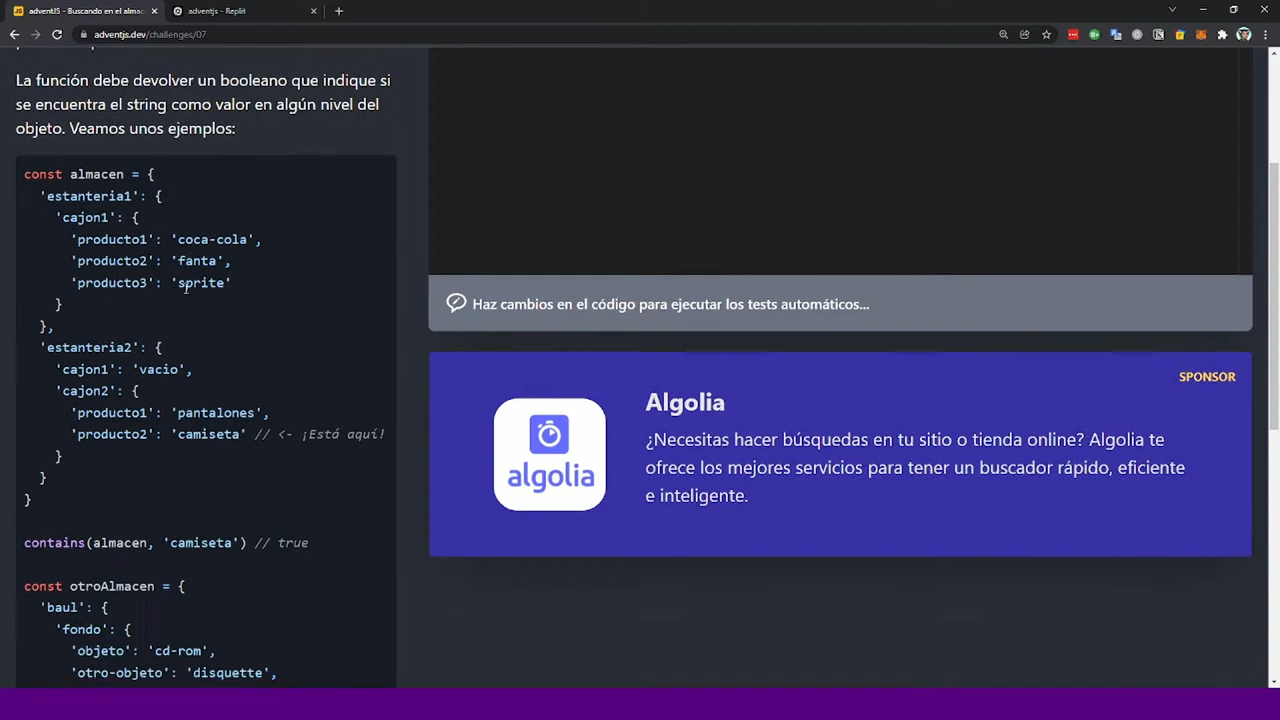 adventJS - Buscando en el almac
adventjs - Replit
adventjs.dev/challenges/07
La función debe devolver un booleano que indique si
se encuentra el string como valor en algún nivel del
objeto. Veamos unos ejemplos:
const almacen = {
'estanteria1': {
'cajon1': {
'producto1': 'coca-cola',
'producto2': 'fanta',
'producto3': 'sprite'
}
},
'estanteria2': {
'cajon1': 'vacio',
'cajon2': {
'producto1': 'pantalones',
'producto2': 'camiseta' // <- ¡Está aquí!
}
}
}
contains(almacen, 'camiseta') // true
const otroAlmacen = {
'baul': {
'fondo': {
'objeto': 'cd-rom',
'otro-objeto': 'disquette',
Haz cambios en el código para ejecutar los tests automáticos...
SPONSOR
algolia
Algolia
¿Necesitas hacer búsquedas en tu sitio o tienda online? Algolia te
ofrece los mejores servicios para tener un buscador rápido, eficiente
e inteligente.